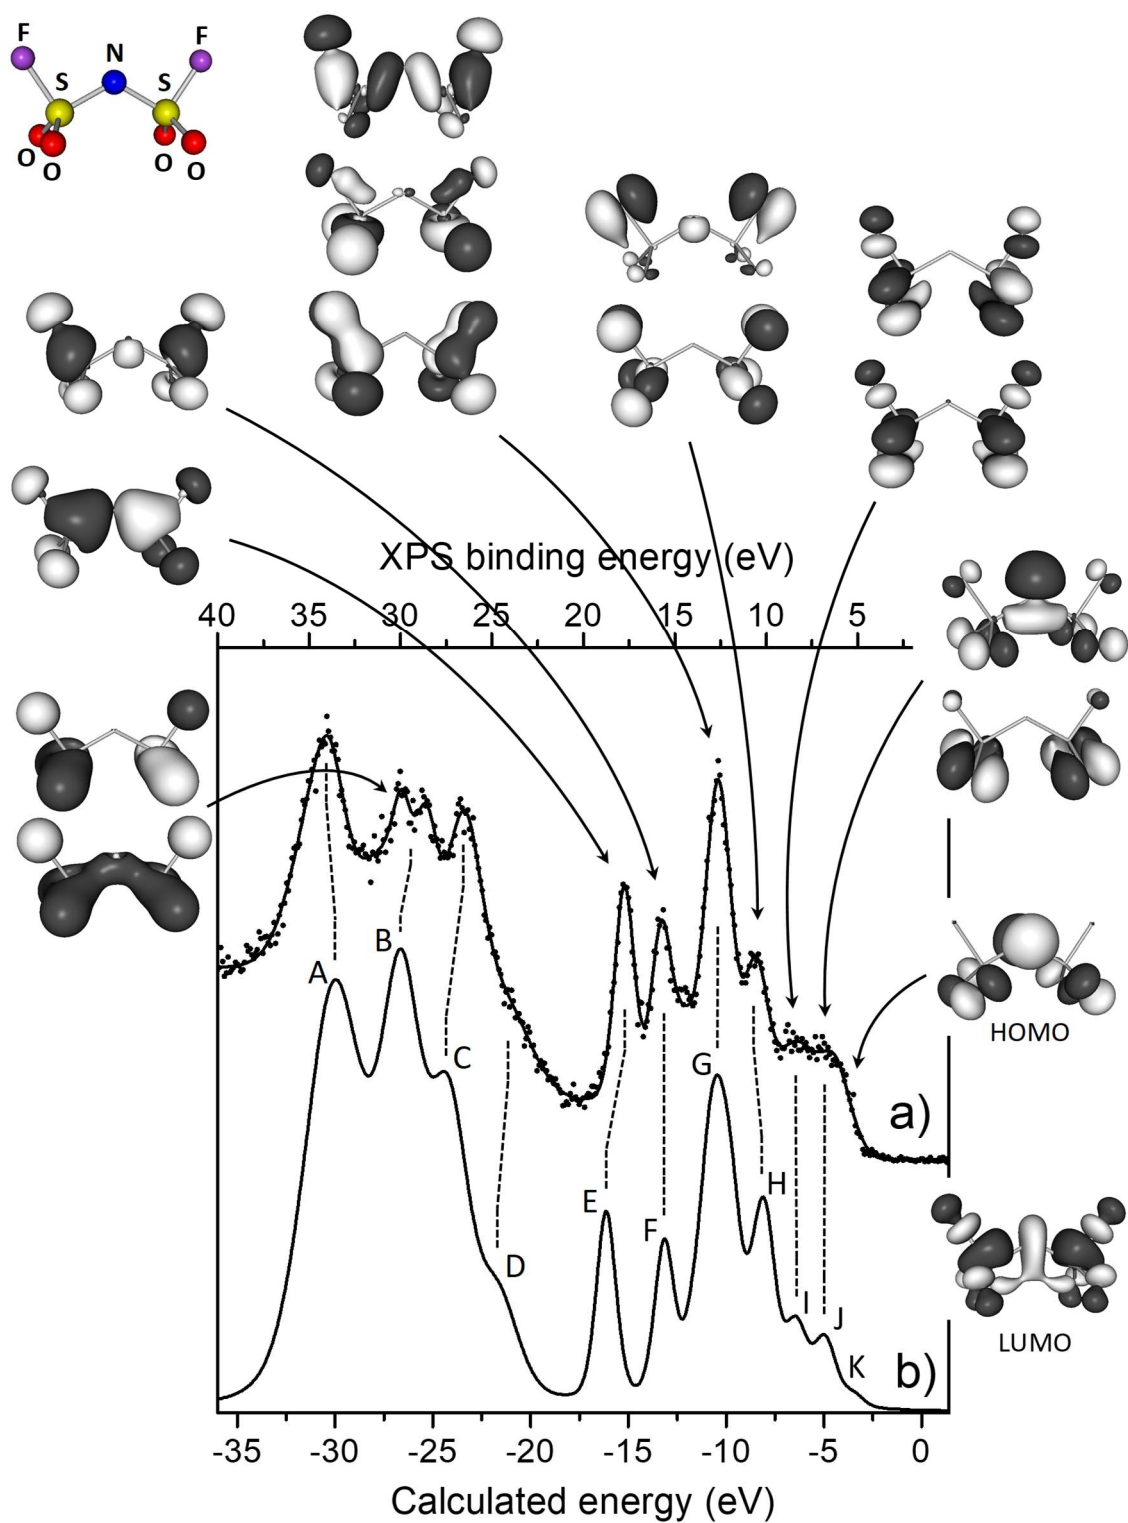 F
N
F
S
S
O
O
O
O
XPS binding energy (eV)
40 35 30 25 20 15 10 5
A
B
C
D
E
F
G
H
I
J
K
a)
b)
HOMO
LUMO
-35 -30 -25 -20 -15 -10 -5 0
Calculated energy (eV)